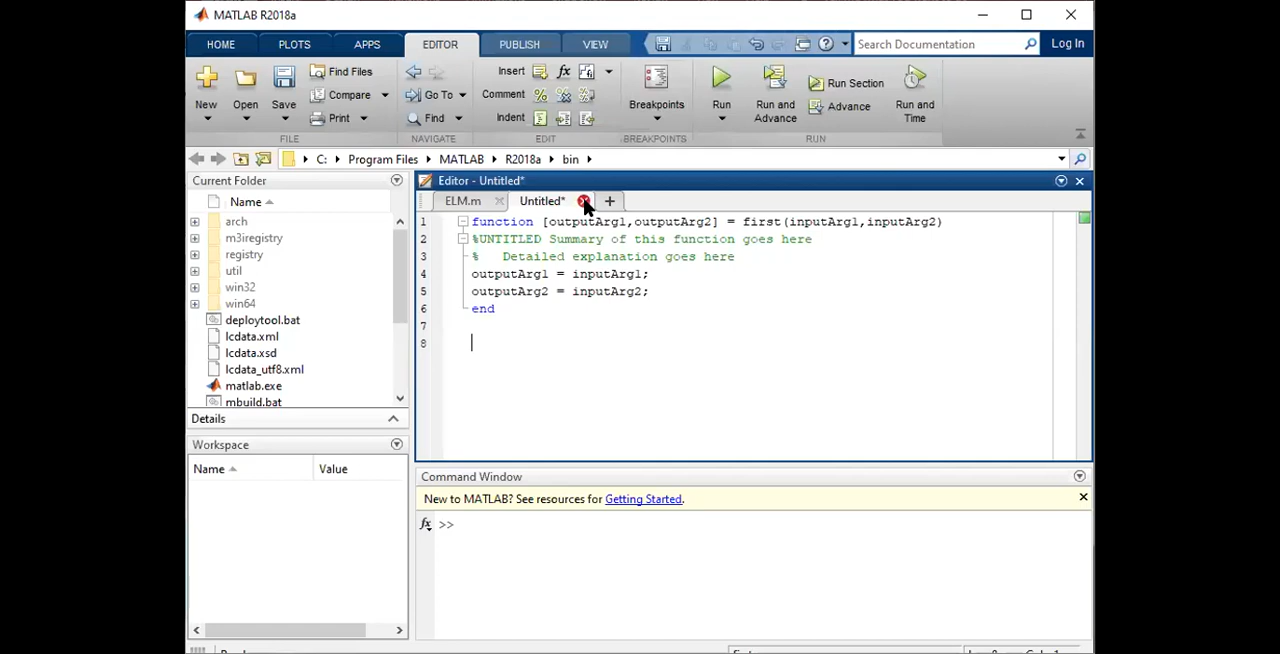 MATLAB R2018a
HOME PLOTS APPS EDITOR PUBLISH VIEW Search Documentation Log In
New Open Save Find Files Compare Print
FILE
Go To Find
NAVIGATE
Insert fx
Comment
Indent
EDIT
Breakpoints
BREAKPOINTS
Run Run and Advance Run Section Advance Run and Time
RUN
C: Program Files MATLAB R2018a bin
Current Folder
Name
arch
m3iregistry
registry
util
win32
win64
deploytool.bat
lcdata.xml
lcdata.xsd
lcdata_utf8.xml
matlab.exe
mbuild.bat
Details
Workspace
Name Value
Editor - Untitled*
ELM.m Untitled* +
1 function [outputArg1,outputArg2] = first(inputArg1,inputArg2)
2 %UNTITLED Summary of this function goes here
3 % Detailed explanation goes here
4 outputArg1 = inputArg1;
5 outputArg2 = inputArg2;
6 end
7
8
Command Window
New to MATLAB? See resources for Getting Started.
fx >>